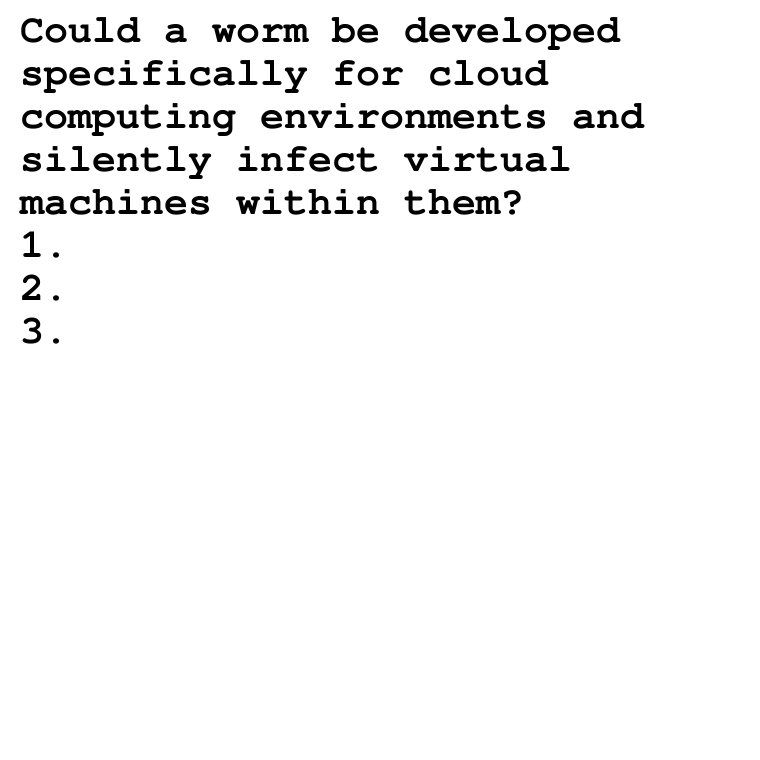 Could a worm be developed
specifically for cloud
computing environments and
silently infect virtual
machines within them?
1.
2.
3.